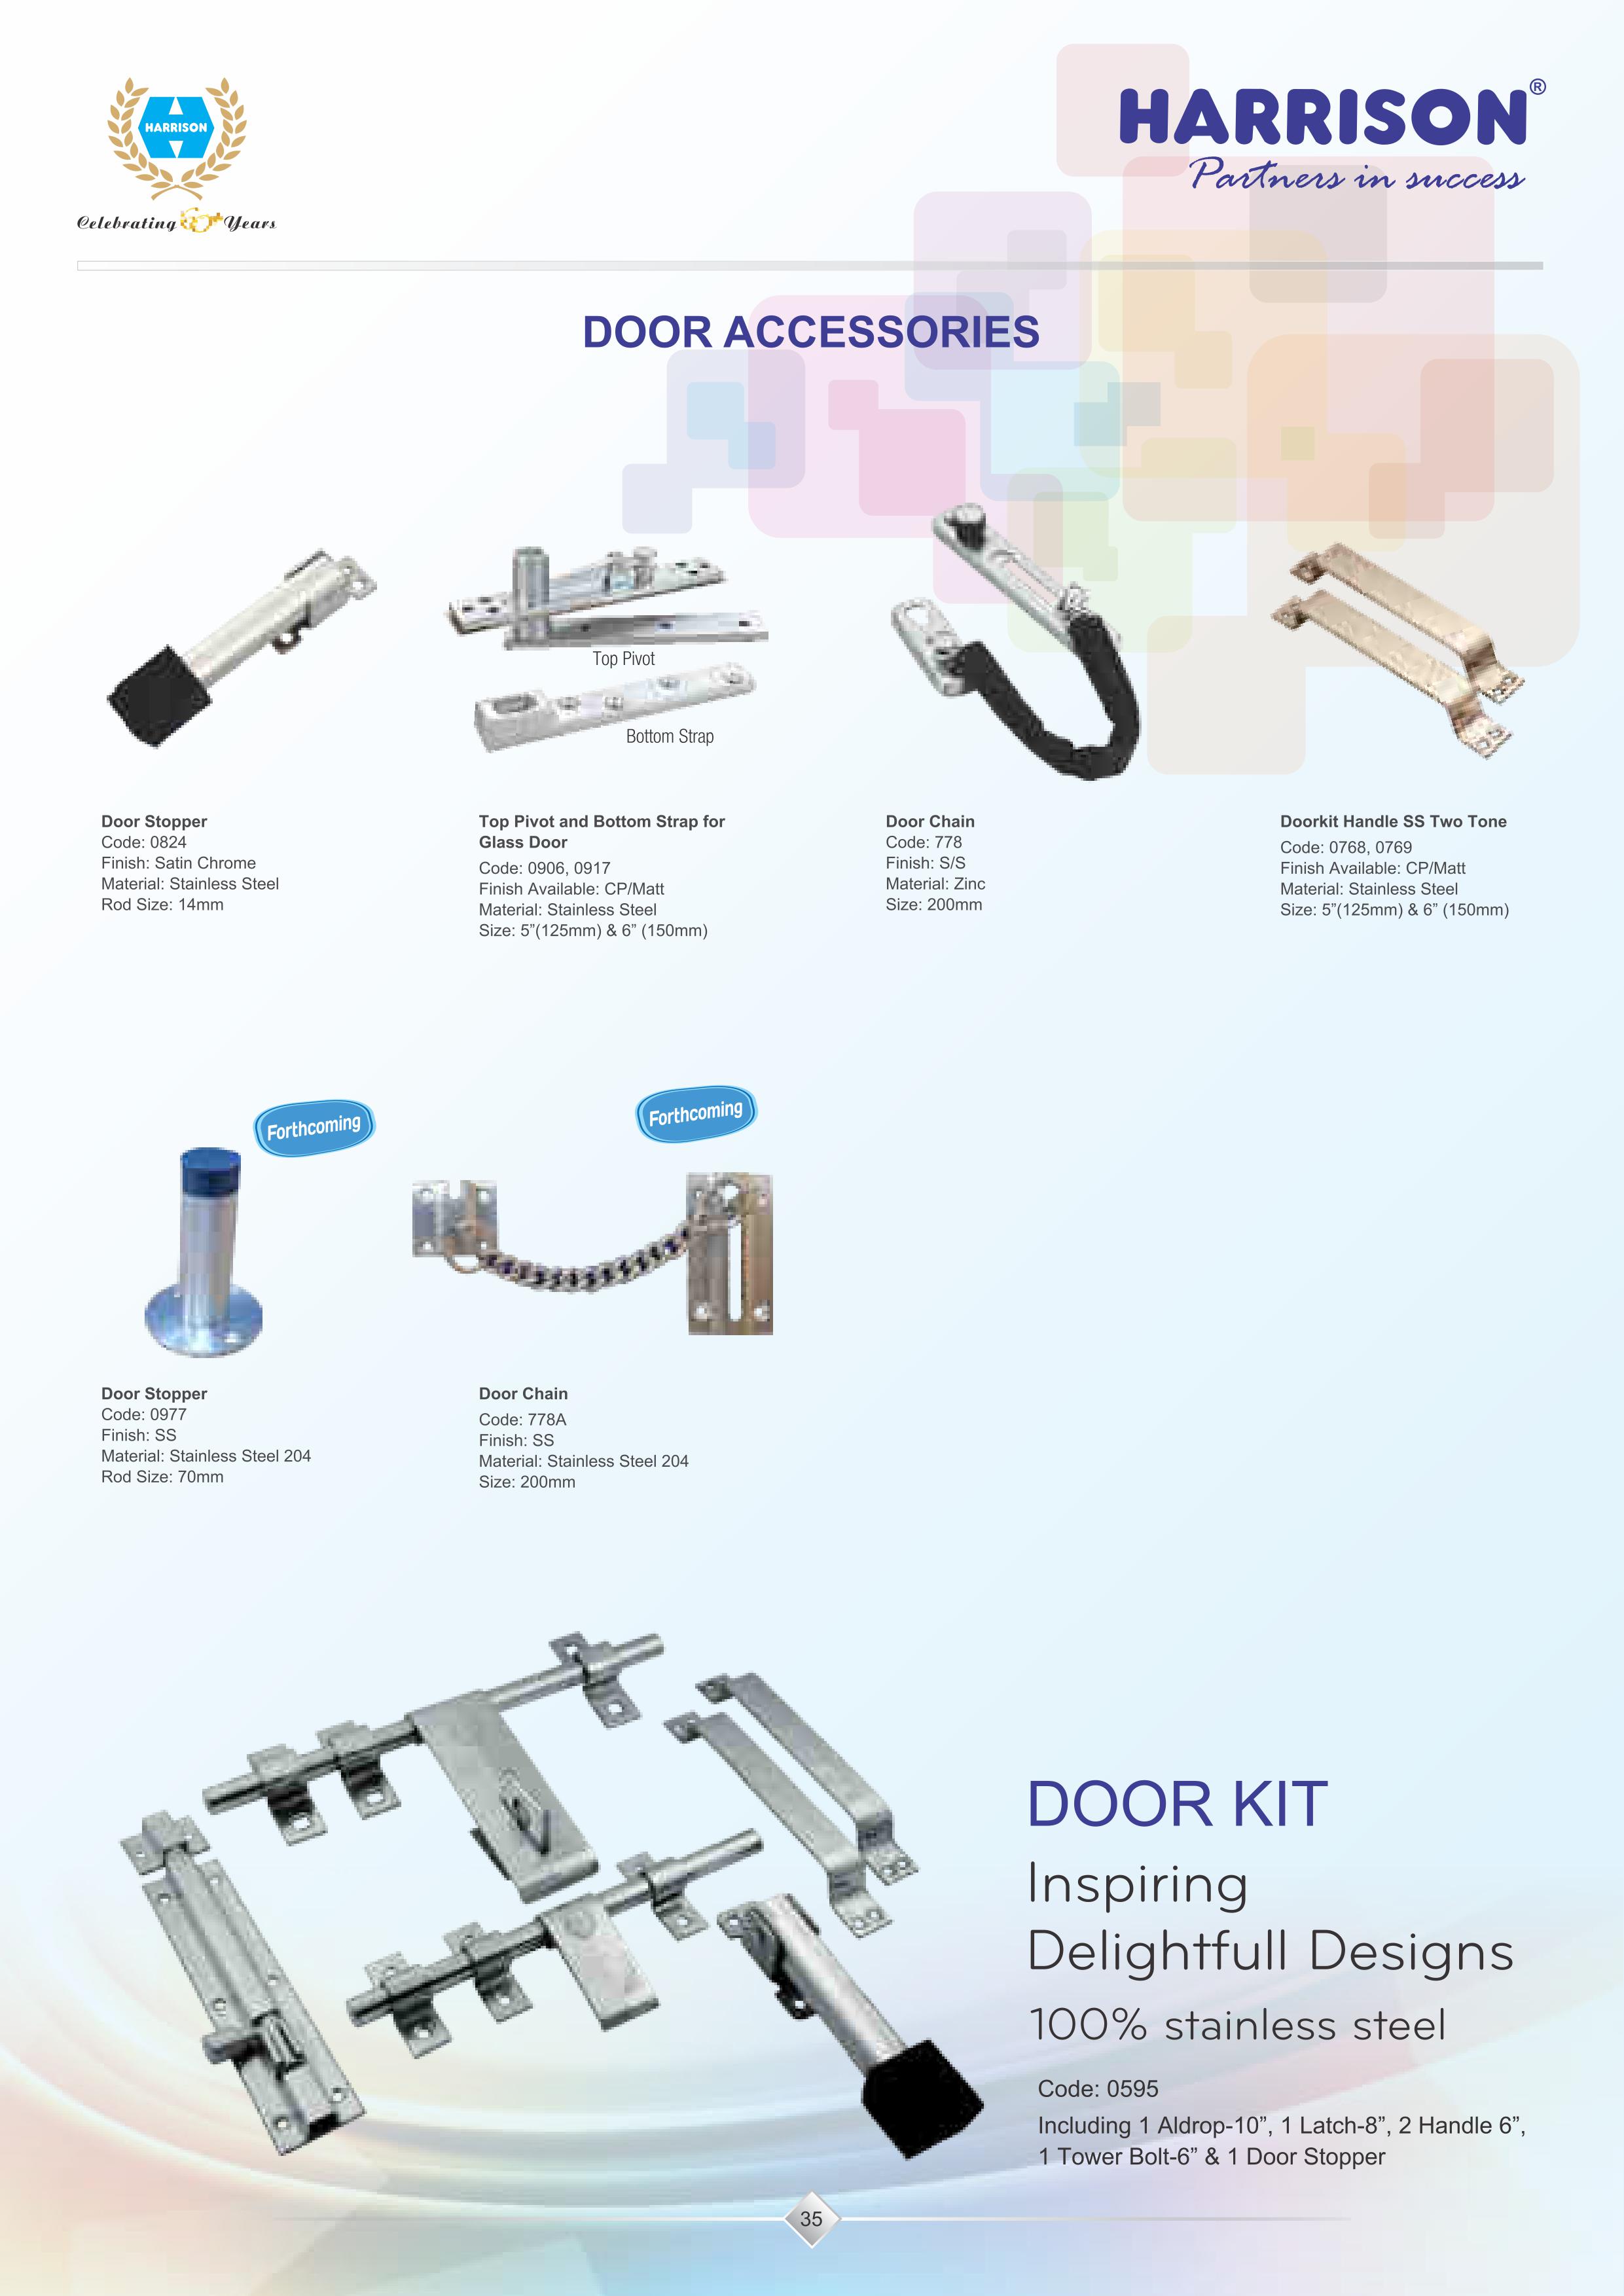 HARRISON
Celebrating 60+ Years
HARRISON®
Partners in success
DOOR ACCESSORIES
Top Pivot
Bottom Strap
Door Stopper
Code: 0824
Finish: Satin Chrome
Material: Stainless Steel
Rod Size: 14mm
Top Pivot and Bottom Strap for
Glass Door
Code: 0906, 0917
Finish Available: CP/Matt
Material: Stainless Steel
Size: 5”(125mm) & 6” (150mm)
Door Chain
Code: 778
Finish: S/S
Material: Zinc
Size: 200mm
Doorkit Handle SS Two Tone
Code: 0768, 0769
Finish Available: CP/Matt
Material: Stainless Steel
Size: 5”(125mm) & 6” (150mm)
Forthcoming
Forthcoming
Door Stopper
Code: 0977
Finish: SS
Material: Stainless Steel 204
Rod Size: 70mm
Door Chain
Code: 778A
Finish: SS
Material: Stainless Steel 204
Size: 200mm
DOOR KIT
Inspiring
Delightfull Designs
100% stainless steel
Code: 0595
Including 1 Aldrop-10”, 1 Latch-8”, 2 Handle 6”,
1 Tower Bolt-6” & 1 Door Stopper
35